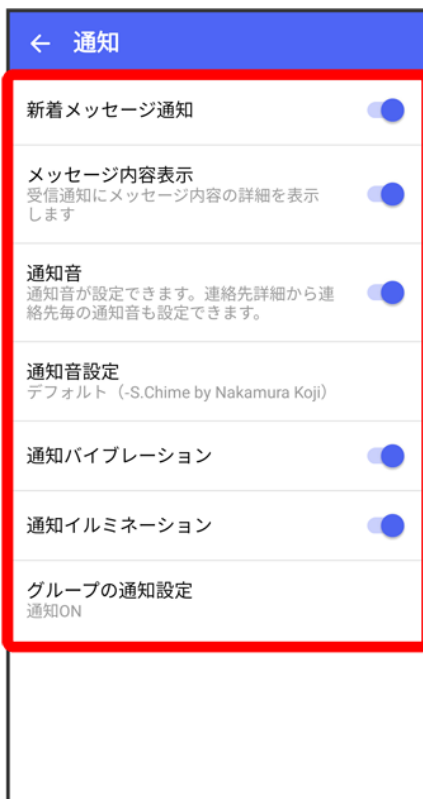 ← 通知
新着メッセージ通知
メッセージ内容表示
受信通知にメッセージ内容の詳細を表示
します
通知音
通知音が設定できます。連絡先詳細から連
絡先毎の通知音も設定できます。
通知音設定
デフォルト（-S.Chime by Nakamura Koji）
通知バイブレーション
通知イルミネーション
グループの通知設定
通知ON